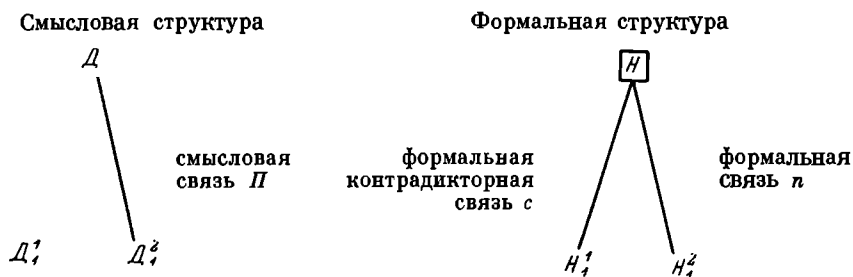 Смысловая структура Формальная структура
Д Н
смысловая формальная формальная
связь П контрадикторная связь п
связь с
Д₁¹ Д₁² Н₁¹ Н₁²